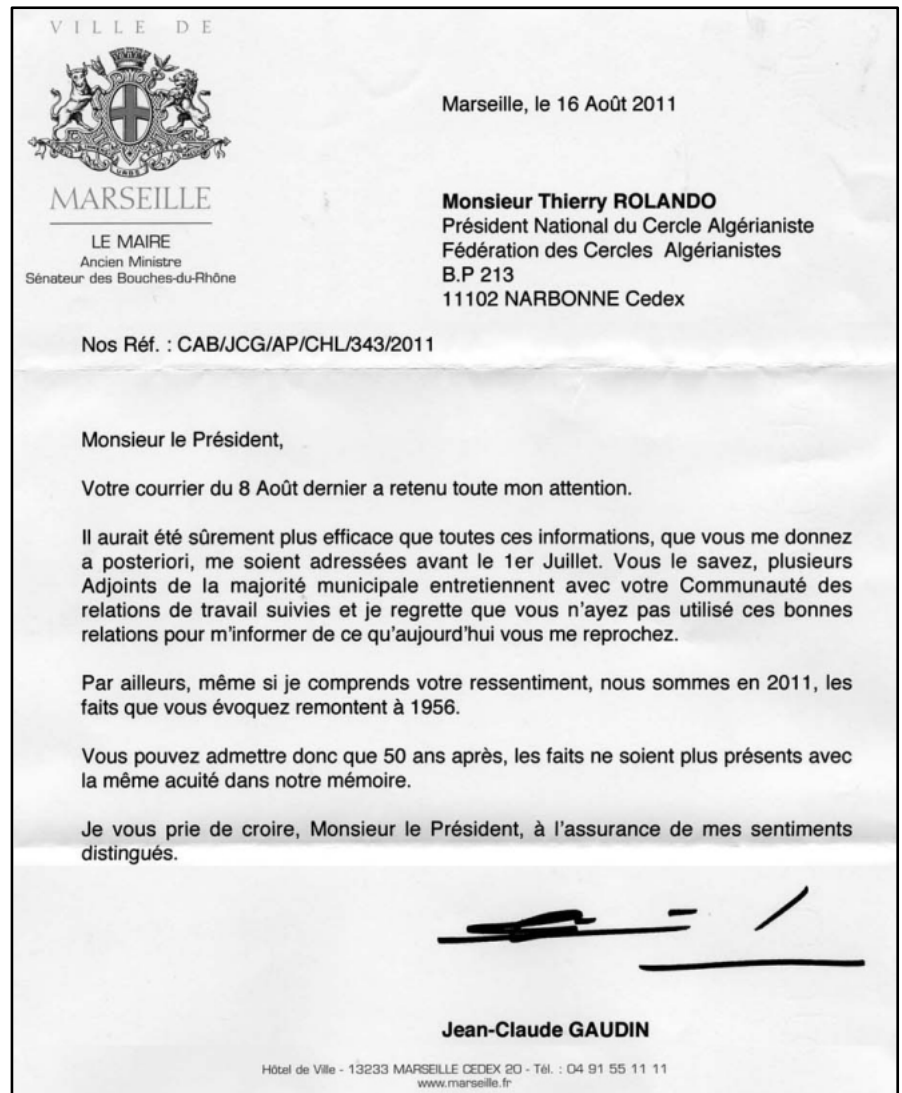 VILLE DE
MARSEILLE
LE MAIRE
Ancien Ministre
Sénateur des Bouches-du-Rhône
Marseille, le 16 Août 2011
Monsieur Thierry ROLANDO
Président National du Cercle Algérianiste
Fédération des Cercles Algérianistes
B.P 213
11102 NARBONNE Cedex
Nos Réf. : CAB/JCG/AP/CHL/343/2011
Monsieur le Président,
Votre courrier du 8 Août dernier a retenu toute mon attention.
Il aurait été sûrement plus efficace que toutes ces informations, que vous me donnez
a posteriori, me soient adressées avant le 1er Juillet. Vous le savez, plusieurs
Adjoints de la majorité municipale entretiennent avec votre Communauté des
relations de travail suivies et je regrette que vous n'ayez pas utilisé ces bonnes
relations pour m'informer de ce qu'aujourd'hui vous me reprochez.
Par ailleurs, même si je comprends votre ressentiment, nous sommes en 2011, les
faits que vous évoquez remontent à 1956.
Vous pouvez admettre donc que 50 ans après, les faits ne soient plus présents avec
la même acuité dans notre mémoire.
Je vous prie de croire, Monsieur le Président, à l'assurance de mes sentiments
distingués.
Jean-Claude GAUDIN
Hôtel de Ville - 13233 MARSEILLE CEDEX 20 - Tél. : 04 91 55 11 11
www.marseille.fr